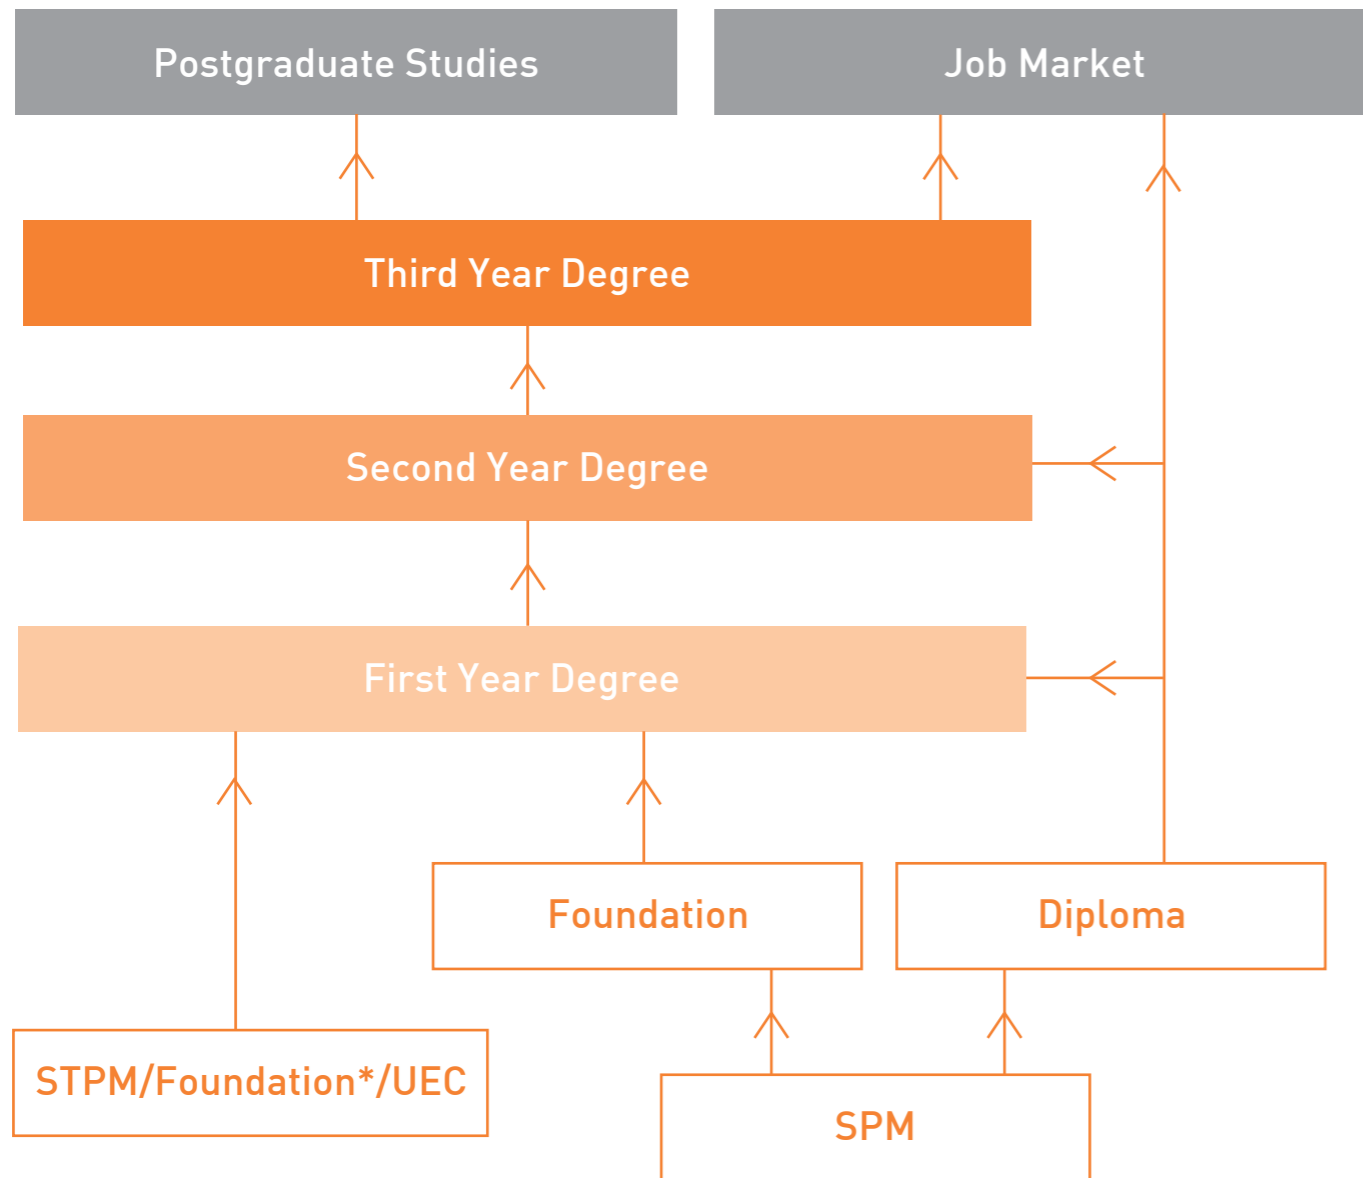 Postgraduate Studies
Job Market
Third Year Degree
Second Year Degree
First Year Degree
Foundation
Diploma
STPM/Foundation*/UEC
SPM